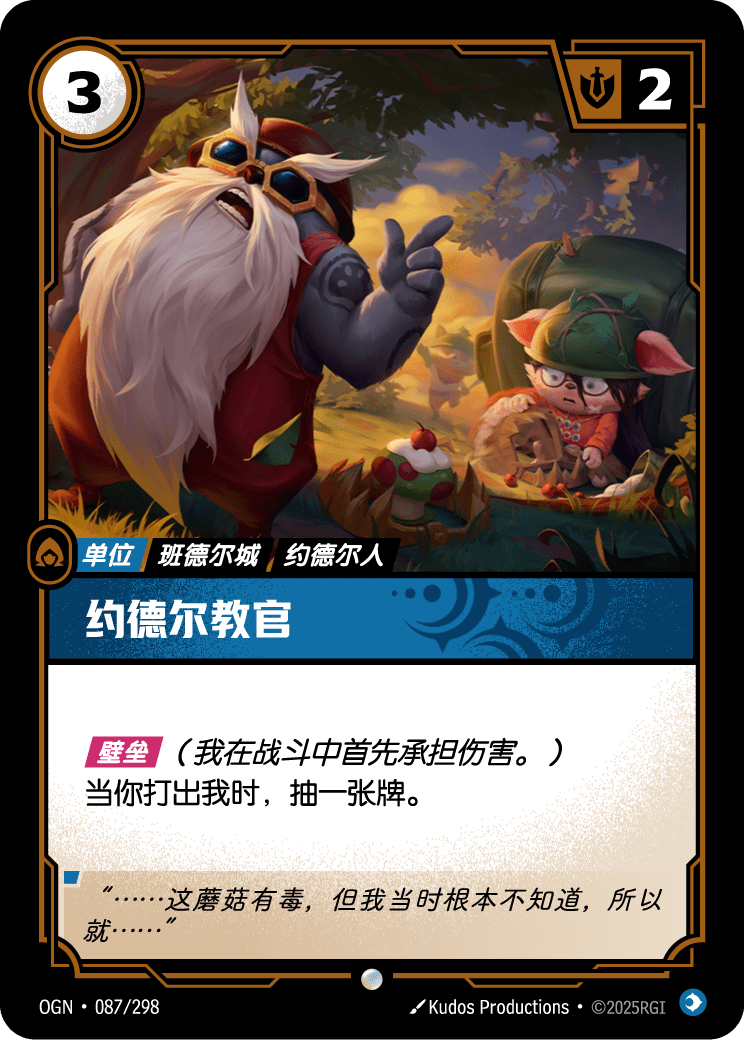 3
2
单位 班德尔城 约德尔人
约德尔教官
壁垒（我在战斗中首先承担伤害。）
当你打出我时，抽一张牌。
“……这蘑菇有毒，但我当时根本不知道，所以
就……”
OGN • 087/298 Kudos Productions • ©2025RGI